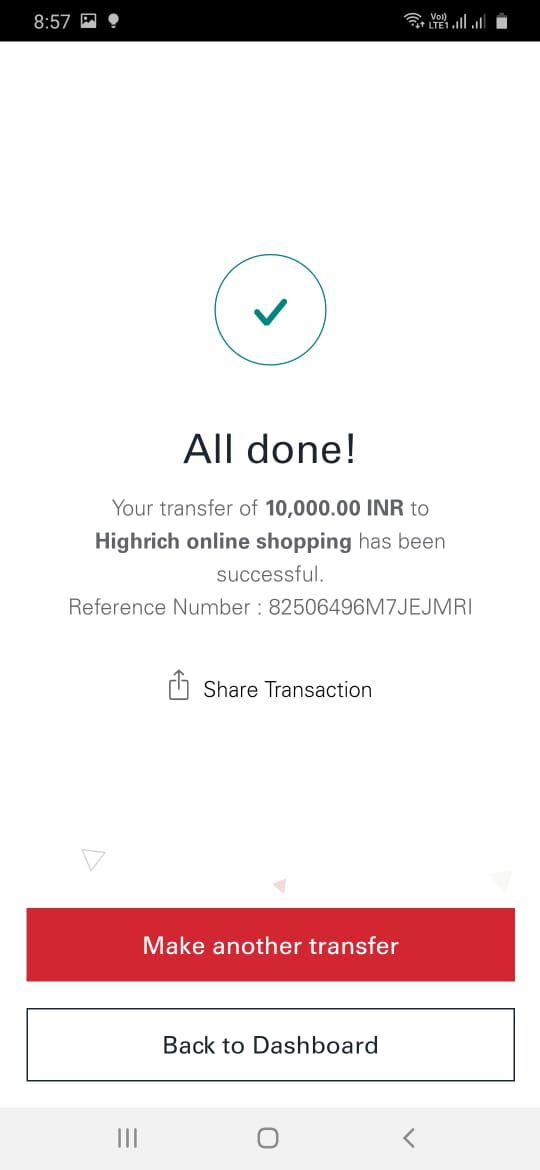 8:57
Vo))
LTE1
All done!
Your transfer of 10,000.00 INR to
Highrich online shopping has been
successful.
Reference Number : 82506496M7JEJMRI
Share Transaction
Make another transfer
Back to Dashboard